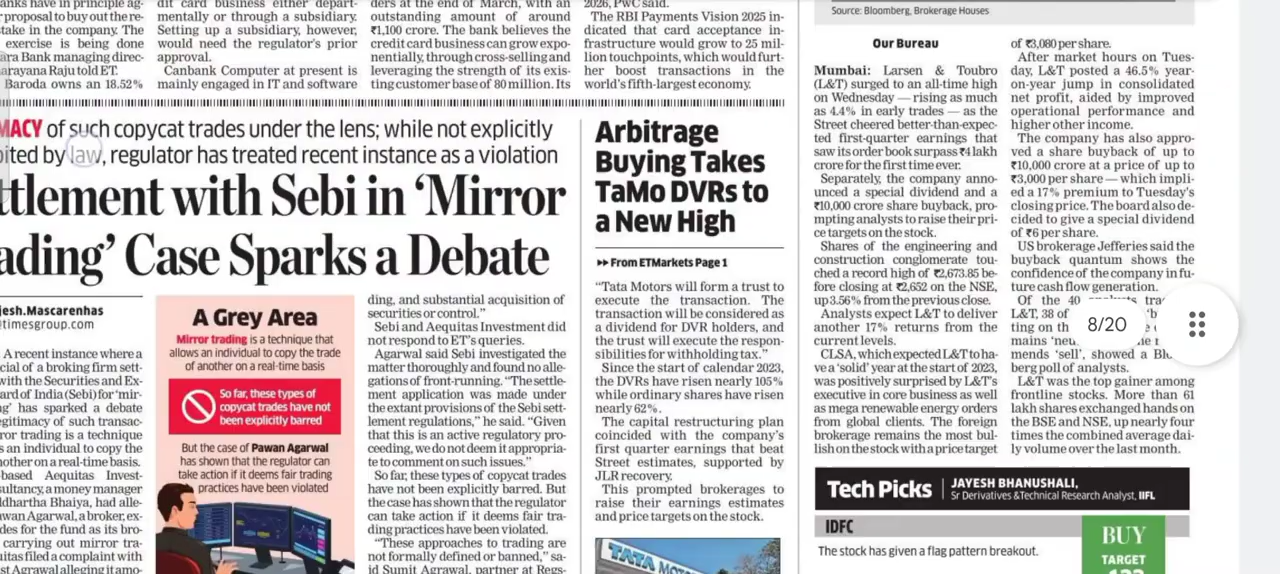 anks have in principle ag-
r proposal to buy out the re-
stake in the company. The
exercise is being done
ara Bank managing direc-
arayana Raju told ET.
Baroda owns an 18.52%
dit card business either depart-
mentally or through a subsidiary.
Setting up a subsidiary, however,
would need the regulator's prior
approval.
Canbank Computer at present is
mainly engaged in IT and software
ders at the end of March, with an
outstanding amount of around
₹1,100 crore. The bank believes the
credit card business can grow expo-
nentially, through cross-selling and
leveraging the strength of its exis-
ting customer base of 80 million. Its
2026, PwC said.
The RBI Payments Vision 2025 in-
dicated that card acceptance in-
frastructure would grow to 25 mil-
lion touchpoints, which would furt-
her boost transactions in the
world's fifth-largest economy.
MACY of such copycat trades under the lens; while not explicitly
ited by law, regulator has treated recent instance as a violation
ttlement with Sebi in 'Mirror
ading' Case Sparks a Debate
jesh.Mascarenhas
@timesgroup.com
A recent instance where a
cial of a broking firm sett-
with the Securities and Ex-
ard of India (Sebi) for 'mir-
ng' has sparked a debate
egitimacy of such transac-
ror trading is a technique
s an individual to copy the
nother on a real-time basis.
-based Aequitas Invest-
sultancy, a money manager
ddhartha Bhaiya, had alle-
awan Agarwal, a broker, ex-
des for the fund as its bro-
carrying out mirror tra-
uitas filed a complaint with
st Agrawal alleging it amo-
A Grey Area
Mirror trading is a technique that
allows an individual to copy the trade
of another on a real-time basis
So far, these types of
copycat trades have not
been explicitly barred
But the case of Pawan Agarwal
has shown that the regulator can
take action if it deems fair trading
practices have been violated
ding, and substantial acquisition of
securities or control."
Sebi and Aequitas Investment did
not respond to ET's queries.
Agarwal said Sebi investigated the
matter thoroughly and found no alle-
gations of front-running. "The settle-
ment application was made under
the extant provisions of the Sebi sett-
lement regulations," he said. "Given
that this is an active regulatory pro-
ceeding, we do not deem it appropria-
te to comment on such issues."
So far, these types of copycat trades
have not been explicitly barred. But
the case has shown that the regulator
can take action if it deems fair tra-
ding practices have been violated.
"These approaches to trading are
not formally defined or banned," sa-
id Sumit Agrawal, partner at Regs-
Arbitrage
Buying Takes
TaMo DVRs to
a New High
▸▸ From ETMarkets Page 1
"Tata Motors will form a trust to
execute the transaction. The
transaction will be considered as
a dividend for DVR holders, and
the trust will execute the respon-
sibilities for withholding tax."
Since the start of calendar 2023,
the DVRs have risen nearly 105%
while ordinary shares have risen
nearly 62%.
The capital restructuring plan
coincided with the company's
first quarter earnings that beat
Street estimates, supported by
JLR recovery.
This prompted brokerages to
raise their earnings estimates
and price targets on the stock.
TATA MOTO
Source: Bloomberg, Brokerage Houses
Our Bureau
Mumbai: Larsen & Toubro
(L&T) surged to an all-time high
on Wednesday — rising as much
as 4.4% in early trades — as the
Street cheered better-than-expec-
ted first-quarter earnings that
saw its order book surpass ₹4 lakh
crore for the first time ever.
Separately, the company anno-
unced a special dividend and a
₹10,000 crore share buyback, pro-
mpting analysts to raise their pri-
ce targets on the stock.
Shares of the engineering and
construction conglomerate tou-
ched a record high of ₹2,673.85 be-
fore closing at ₹2,652 on the NSE,
up 3.56% from the previous close.
Analysts expect L&T to deliver
another 17% returns from the
current levels.
CLSA, which expected L&T to ha-
ve a 'solid' year at the start of 2023,
was positively surprised by L&T's
executive in core business as well
as mega renewable energy orders
from global clients. The foreign
brokerage remains the most bul-
lish on the stock with a price target
of ₹3,080 per share.
After market hours on Tues-
day, L&T posted a 46.5% year-
on-year jump in consolidated
net profit, aided by improved
operational performance and
higher other income.
The company has also appro-
ved a share buyback of up to
₹10,000 crore at a price of up to
₹3,000 per share — which impli-
ed a 17% premium to Tuesday's
closing price. The board also de-
cided to give a special dividend
of ₹6 per share.
US brokerage Jefferies said the
buyback quantum shows the
confidence of the company in fu-
ture cash flow generation.
Of the 40 analysts tra
L&T, 38 of
ting on th
mains 'neu
mends 'sell', showed a Bloo
berg poll of analysts.
L&T was the top gainer among
frontline stocks. More than 61
lakh shares exchanged hands on
the BSE and NSE, up nearly four
times the combined average dai-
ly volume over the last month.
8/20
Tech Picks
JAYESH BHANUSHALI,
Sr Derivatives &Technical Research Analyst, IIFL
IDFC
The stock has given a flag pattern breakout.
BUY
TARGET